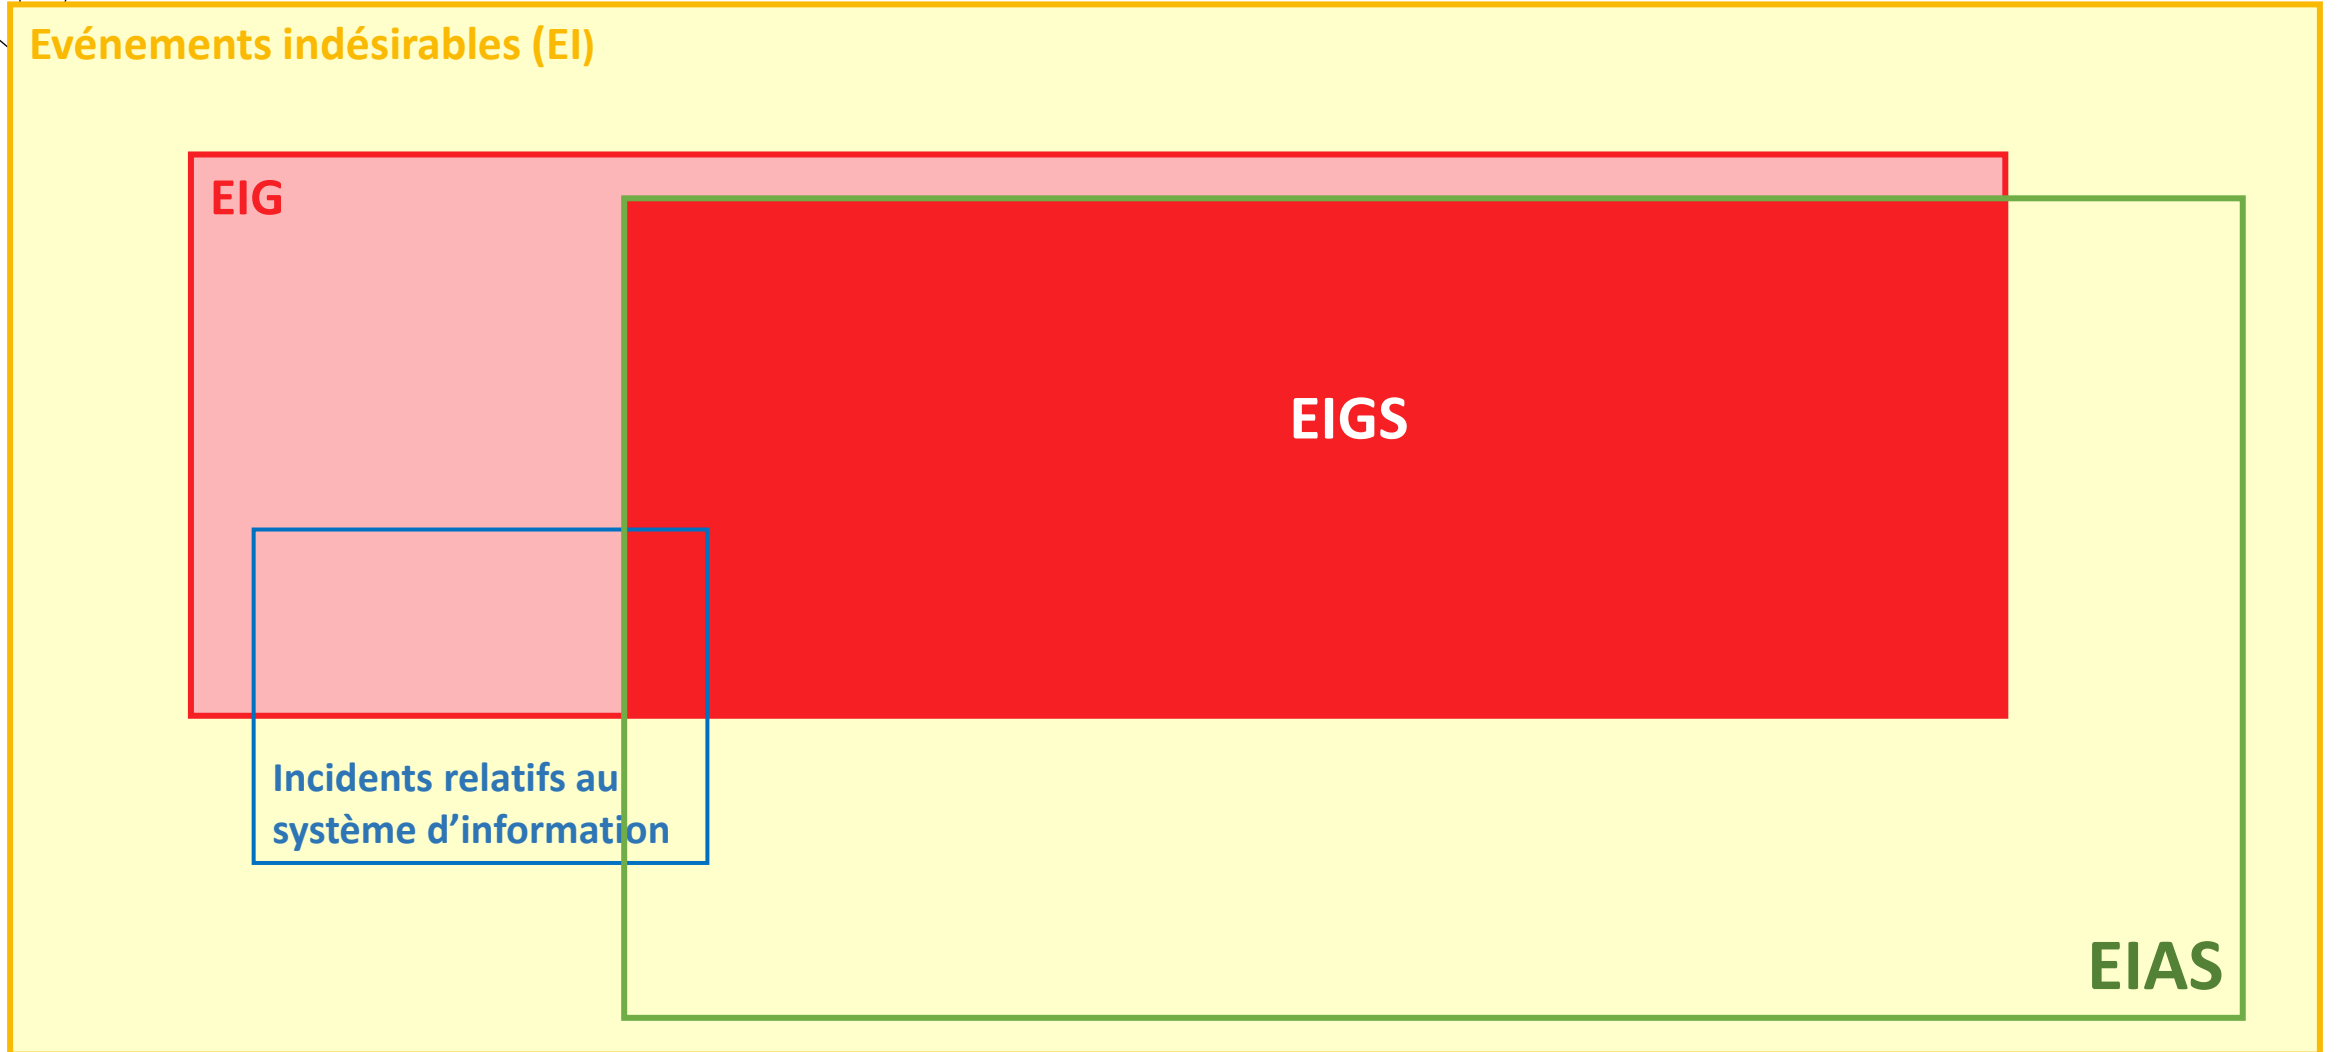 Evénements indésirables (EI)
EIG
EIGS
Incidents relatifs au
système d’information
EIAS